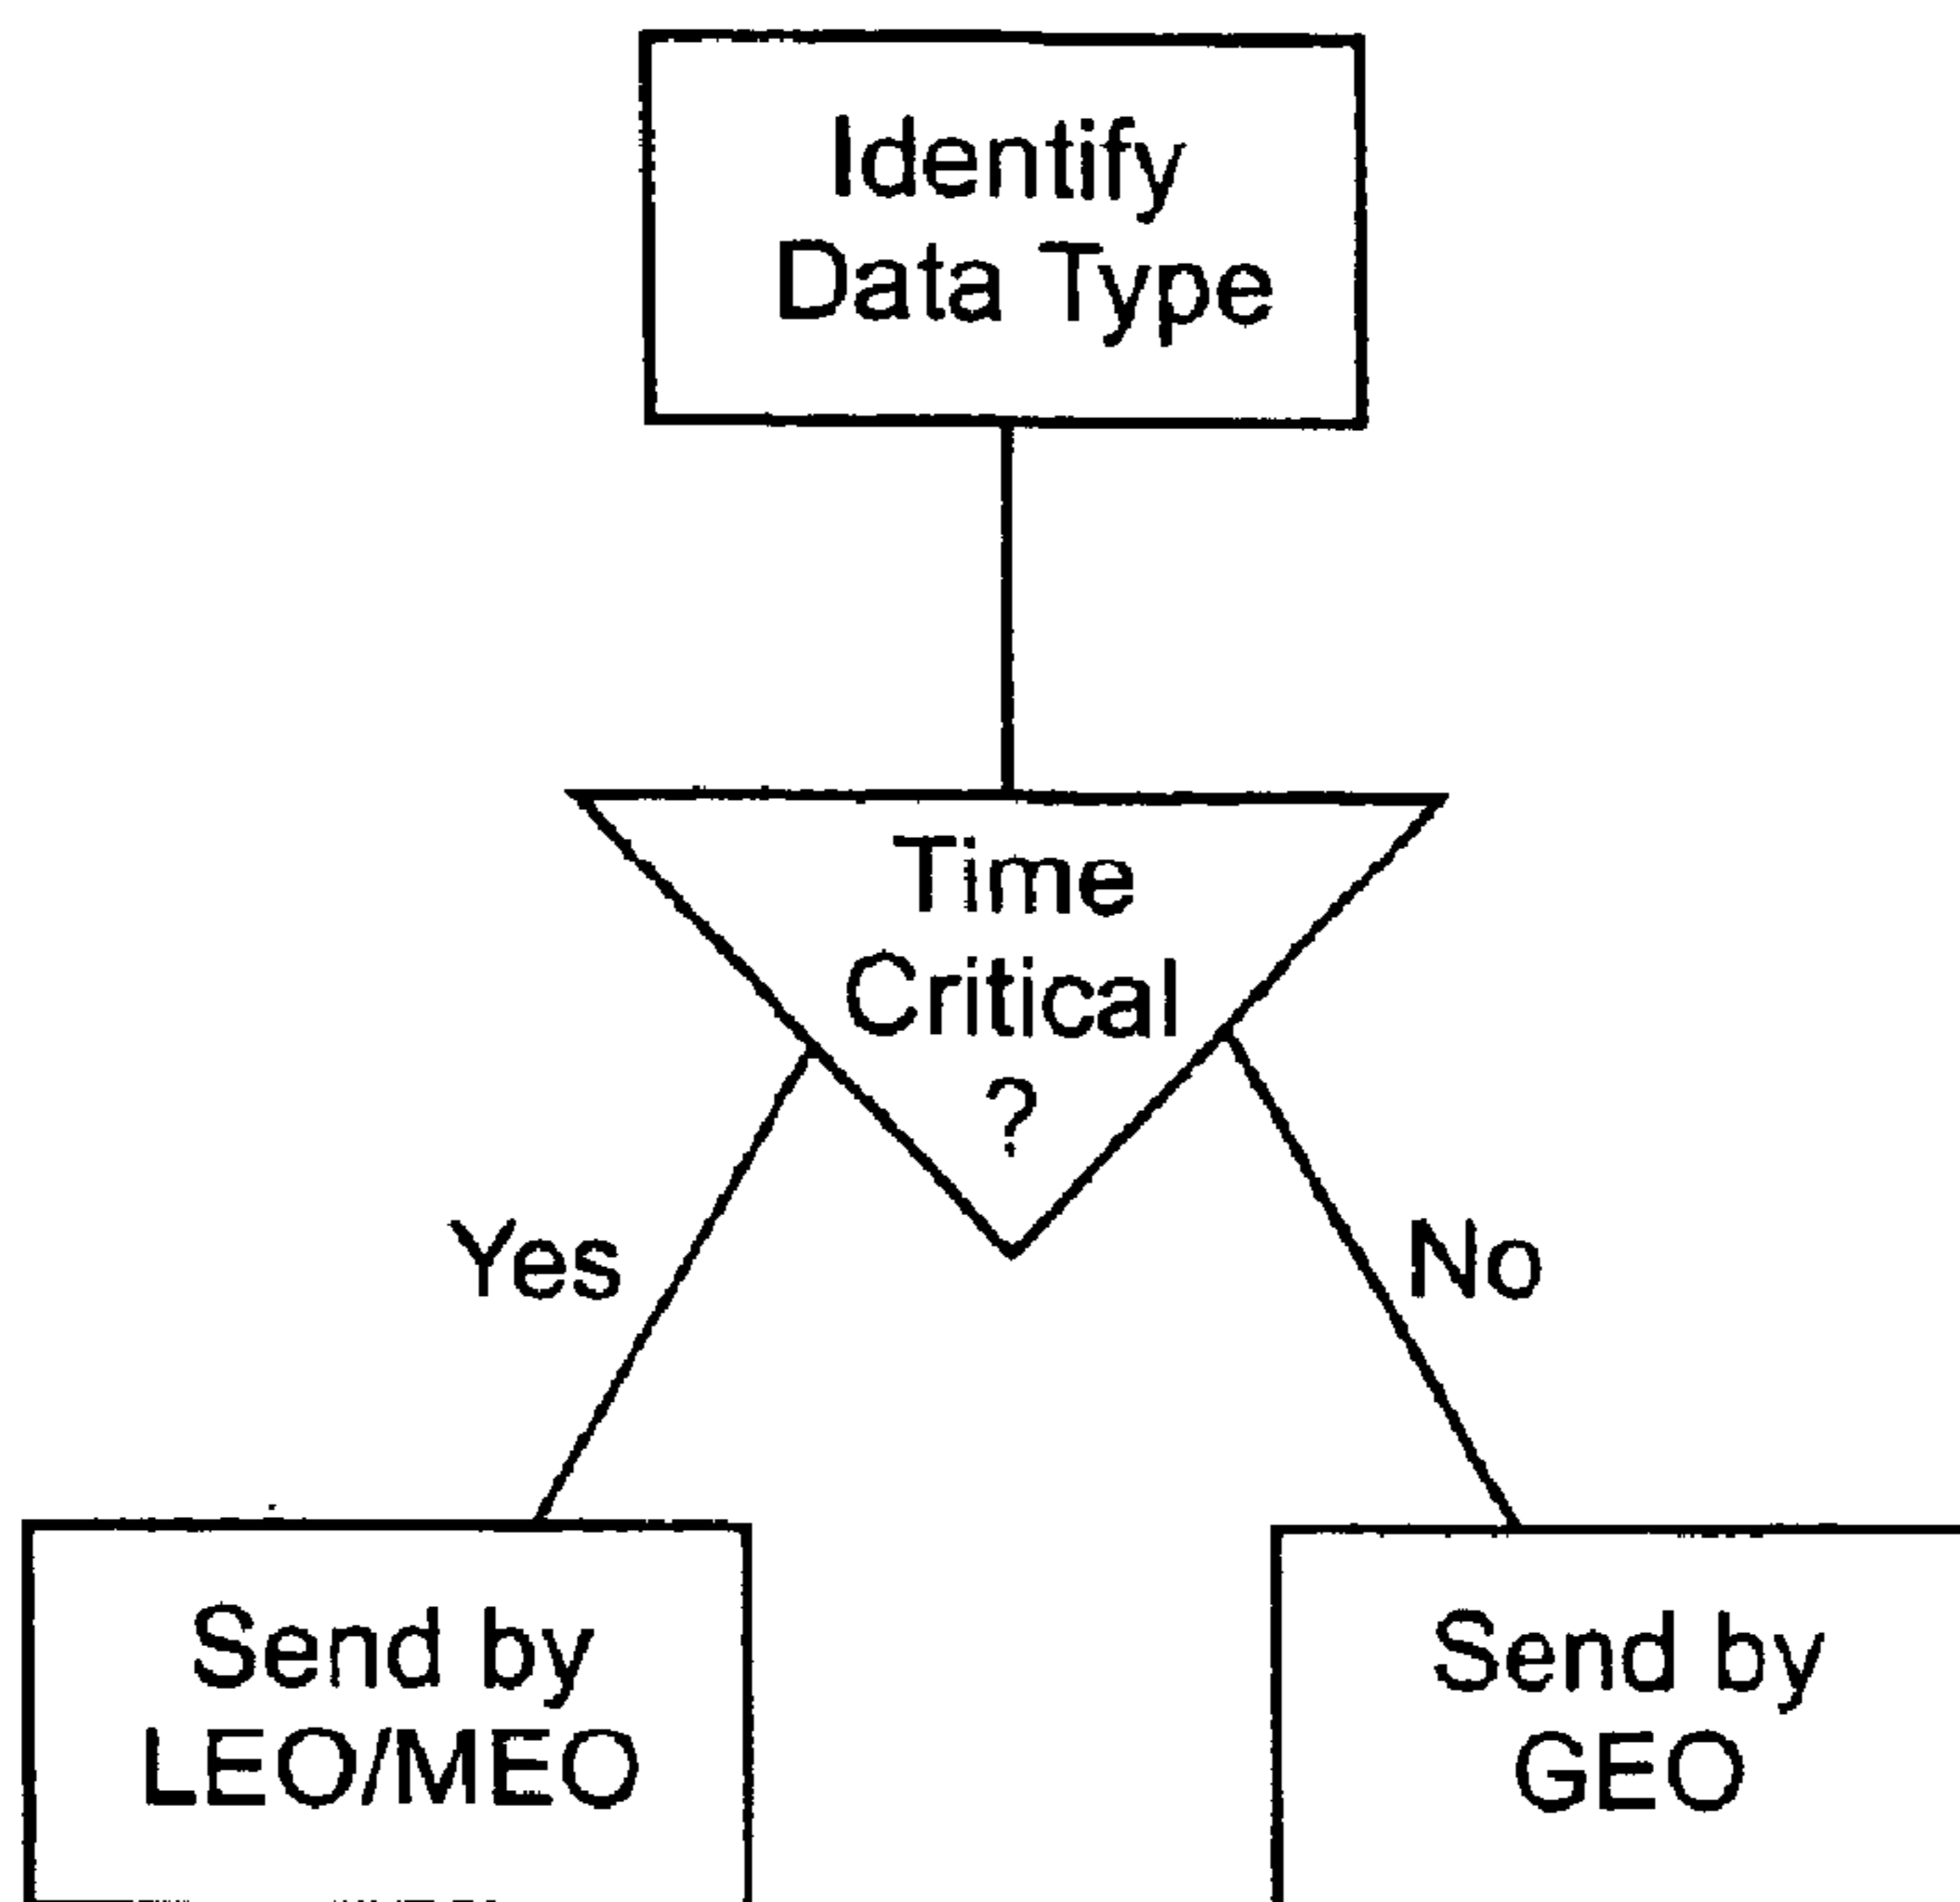 Identify
Data Type
Time
Critical
?
Yes
No
Send by
LEO/MEO
Send by
GEO